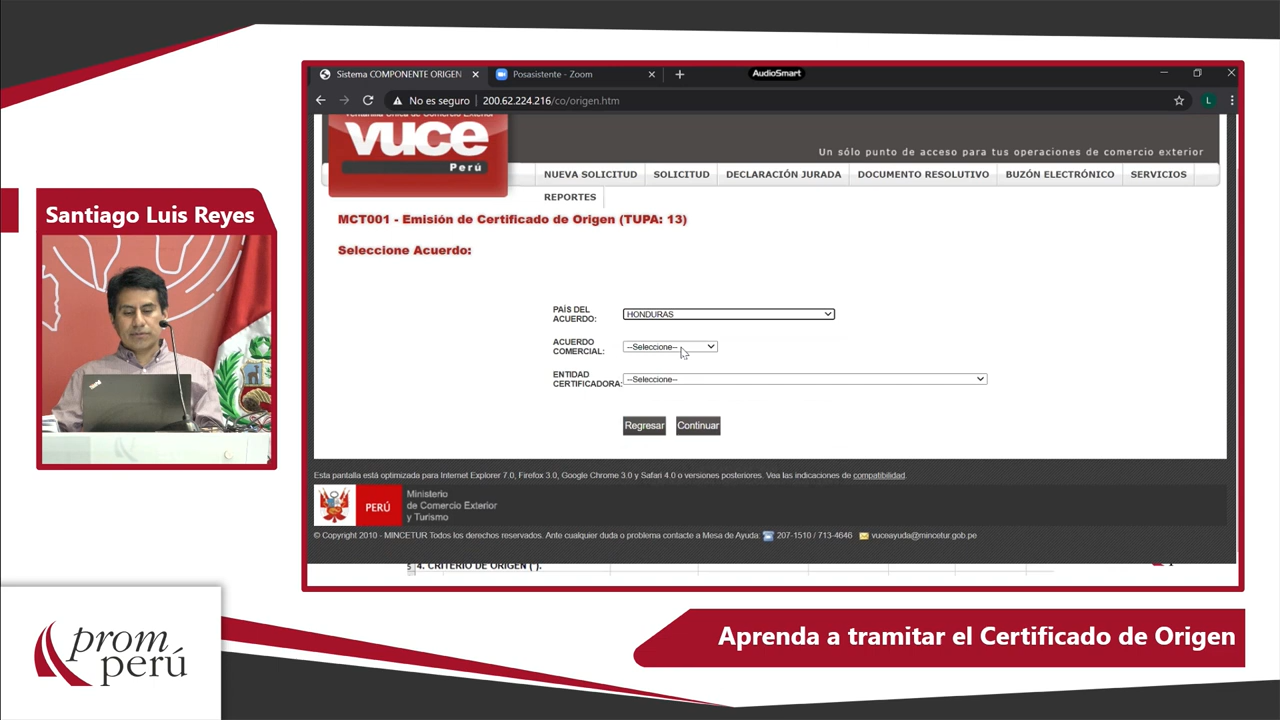 Sistema COMPONENTE ORIGEN
Posasistente - Zoom
AudioSmart
No es seguro | 200.62.224.216/co/origen.htm
L
Ventanilla Única de Comercio Exterior
vuce
Perú
Un sólo punto de acceso para tus operaciones de comercio exterior
NUEVA SOLICITUD SOLICITUD DECLARACIÓN JURADA DOCUMENTO RESOLUTIVO BUZÓN ELECTRÓNICO SERVICIOS
REPORTES
MCT001 - Emisión de Certificado de Origen (TUPA: 13)
Seleccione Acuerdo:
PAÍS DEL ACUERDO: HONDURAS
ACUERDO COMERCIAL: --Seleccione--
ENTIDAD CERTIFICADORA: --Seleccione--
Regresar Continuar
Esta pantalla está optimizada para Internet Explorer 7.0, Firefox 3.0, Google Chrome 3.0 y Safari 4.0 o versiones posteriores. Vea las indicaciones de compatibilidad.
PERÚ
Ministerio
de Comercio Exterior
y Turismo
© Copyright 2010 - MINCETUR Todos los derechos reservados. Ante cualquier duda o problema contacte a Mesa de Ayuda: 207-1510 / 713-4646 vuceayuda@mincetur.gob.pe
4. CRITERIO DE ORIGEN (*).
Santiago Luis Reyes
prom
perú
Aprenda a tramitar el Certificado de Origen